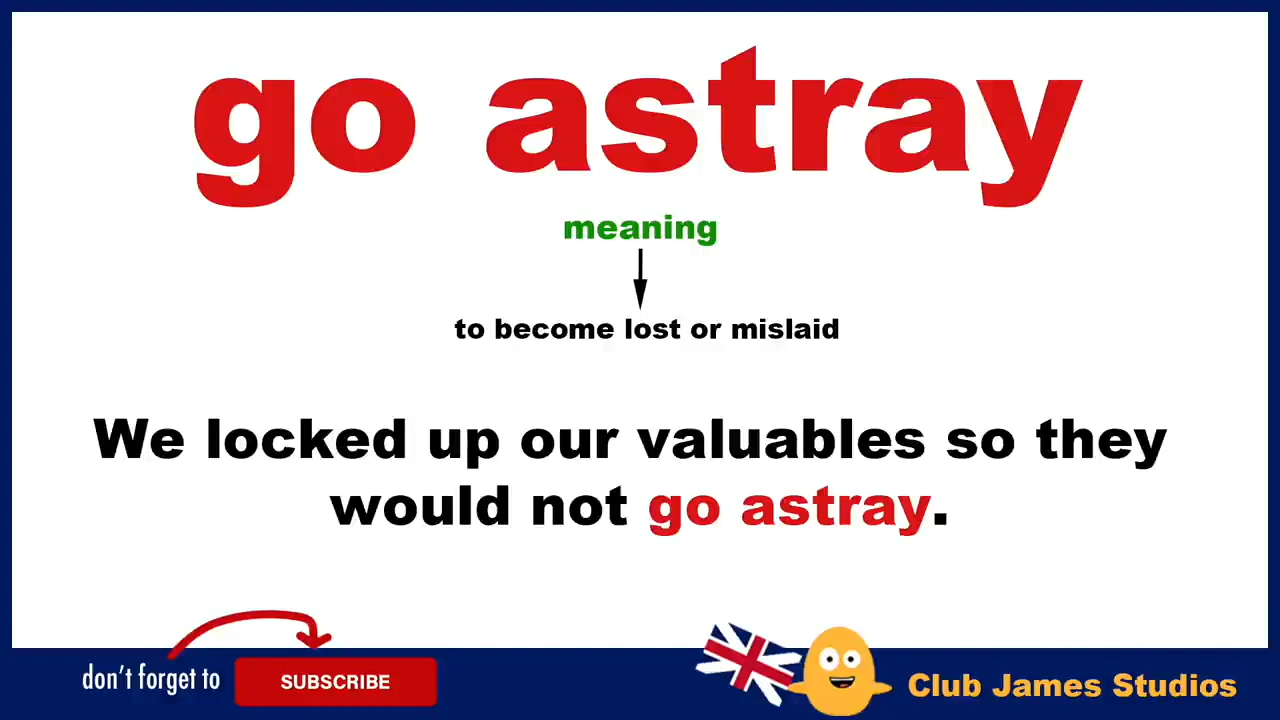 go astray
meaning
to become lost or mislaid
We locked up our valuables so they
would not go astray.
don't forget to
SUBSCRIBE
Club James Studios